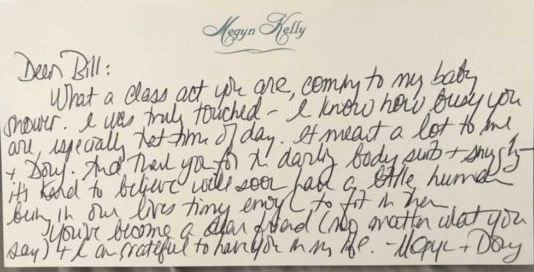 Megyn Kelly
Dear Bill:
What a class act you are, coming to my baby
shower. I was truly touched - I know how busy you
are, especially that time of day. It meant a lot to me
+ Doug. And thank you for the darling body suit + snuggly -
it's hard to believe we'll soon have a little human
being in our lives tiny enough to fit in them.
You've become a dear friend (no matter what you
say) + I am grateful to have you in my life. - Megyn + Doug